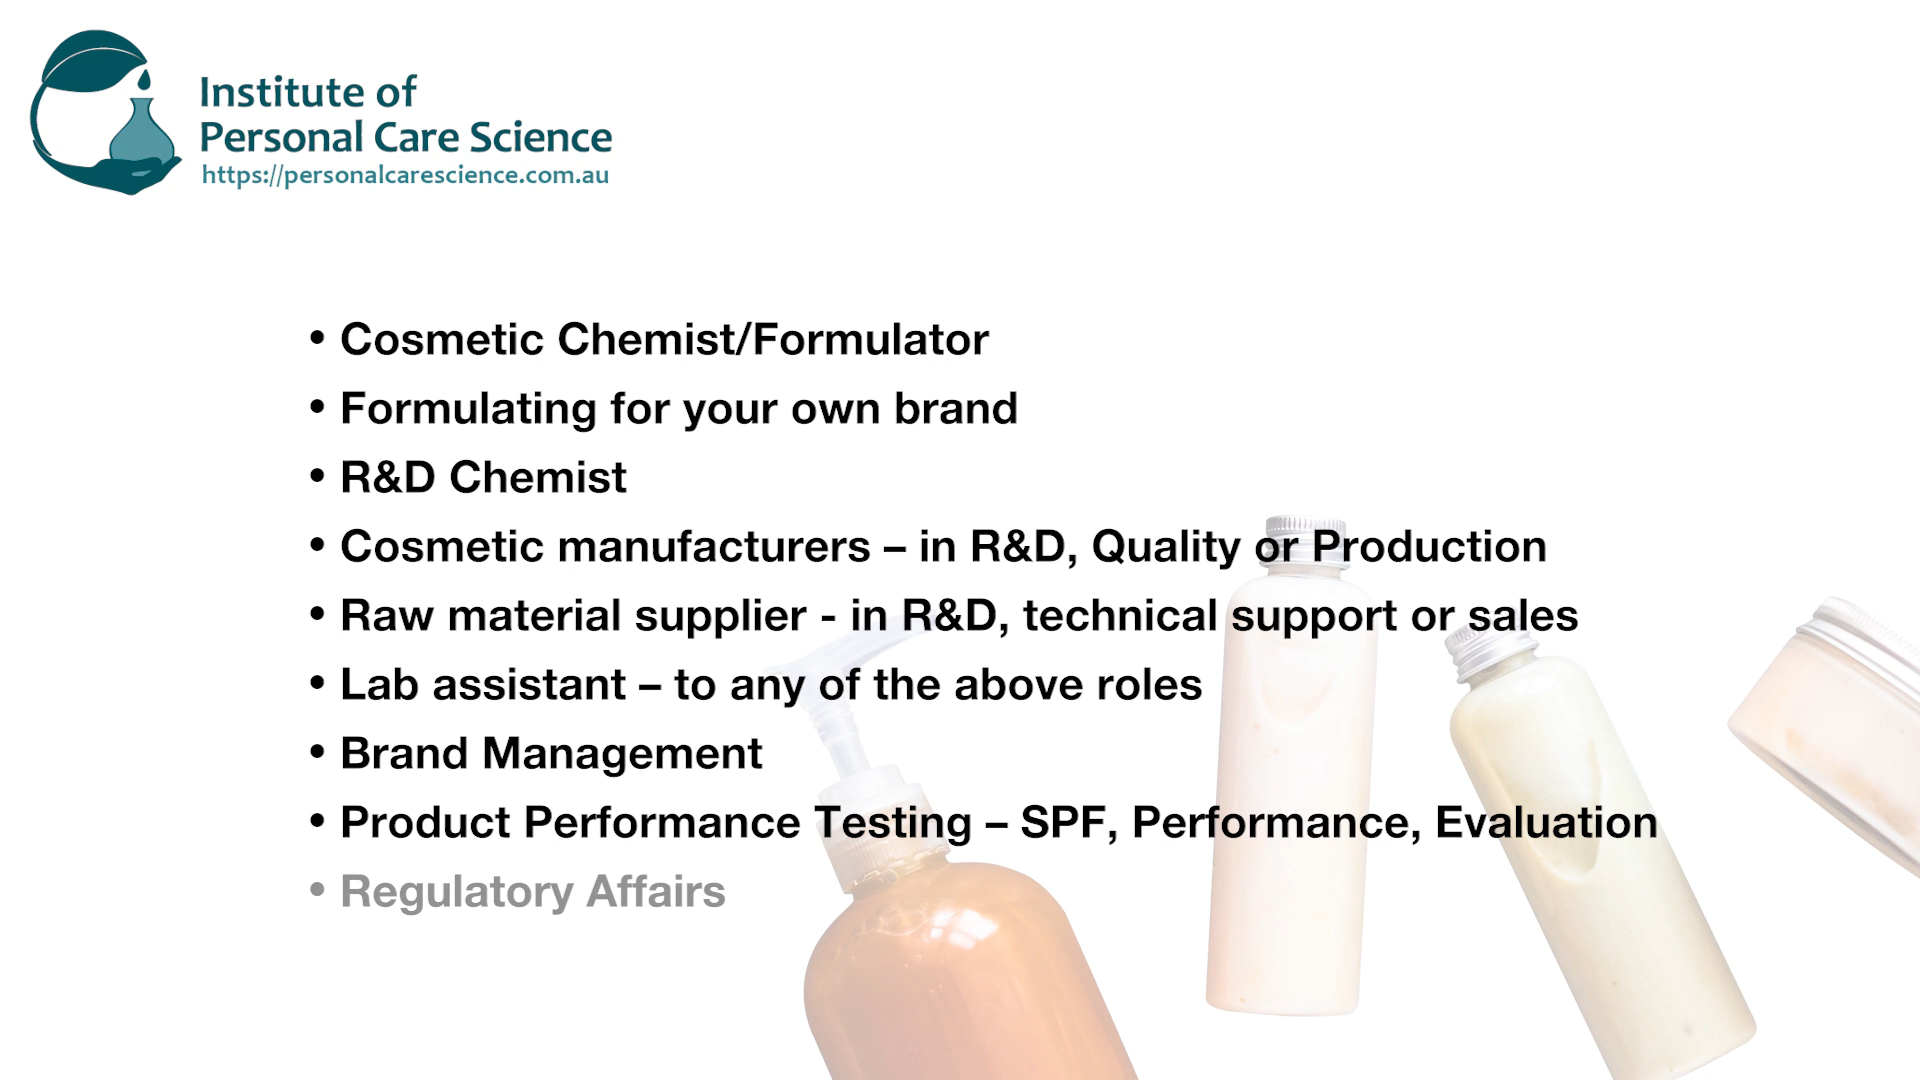 Institute of
Personal Care Science
https://personalcarescience.com.au
• Cosmetic Chemist/Formulator
• Formulating for your own brand
• R&D Chemist
• Cosmetic manufacturers – in R&D, Quality or Production
• Raw material supplier - in R&D, technical support or sales
• Lab assistant – to any of the above roles
• Brand Management
• Product Performance Testing – SPF, Performance, Evaluation
• Regulatory Affairs